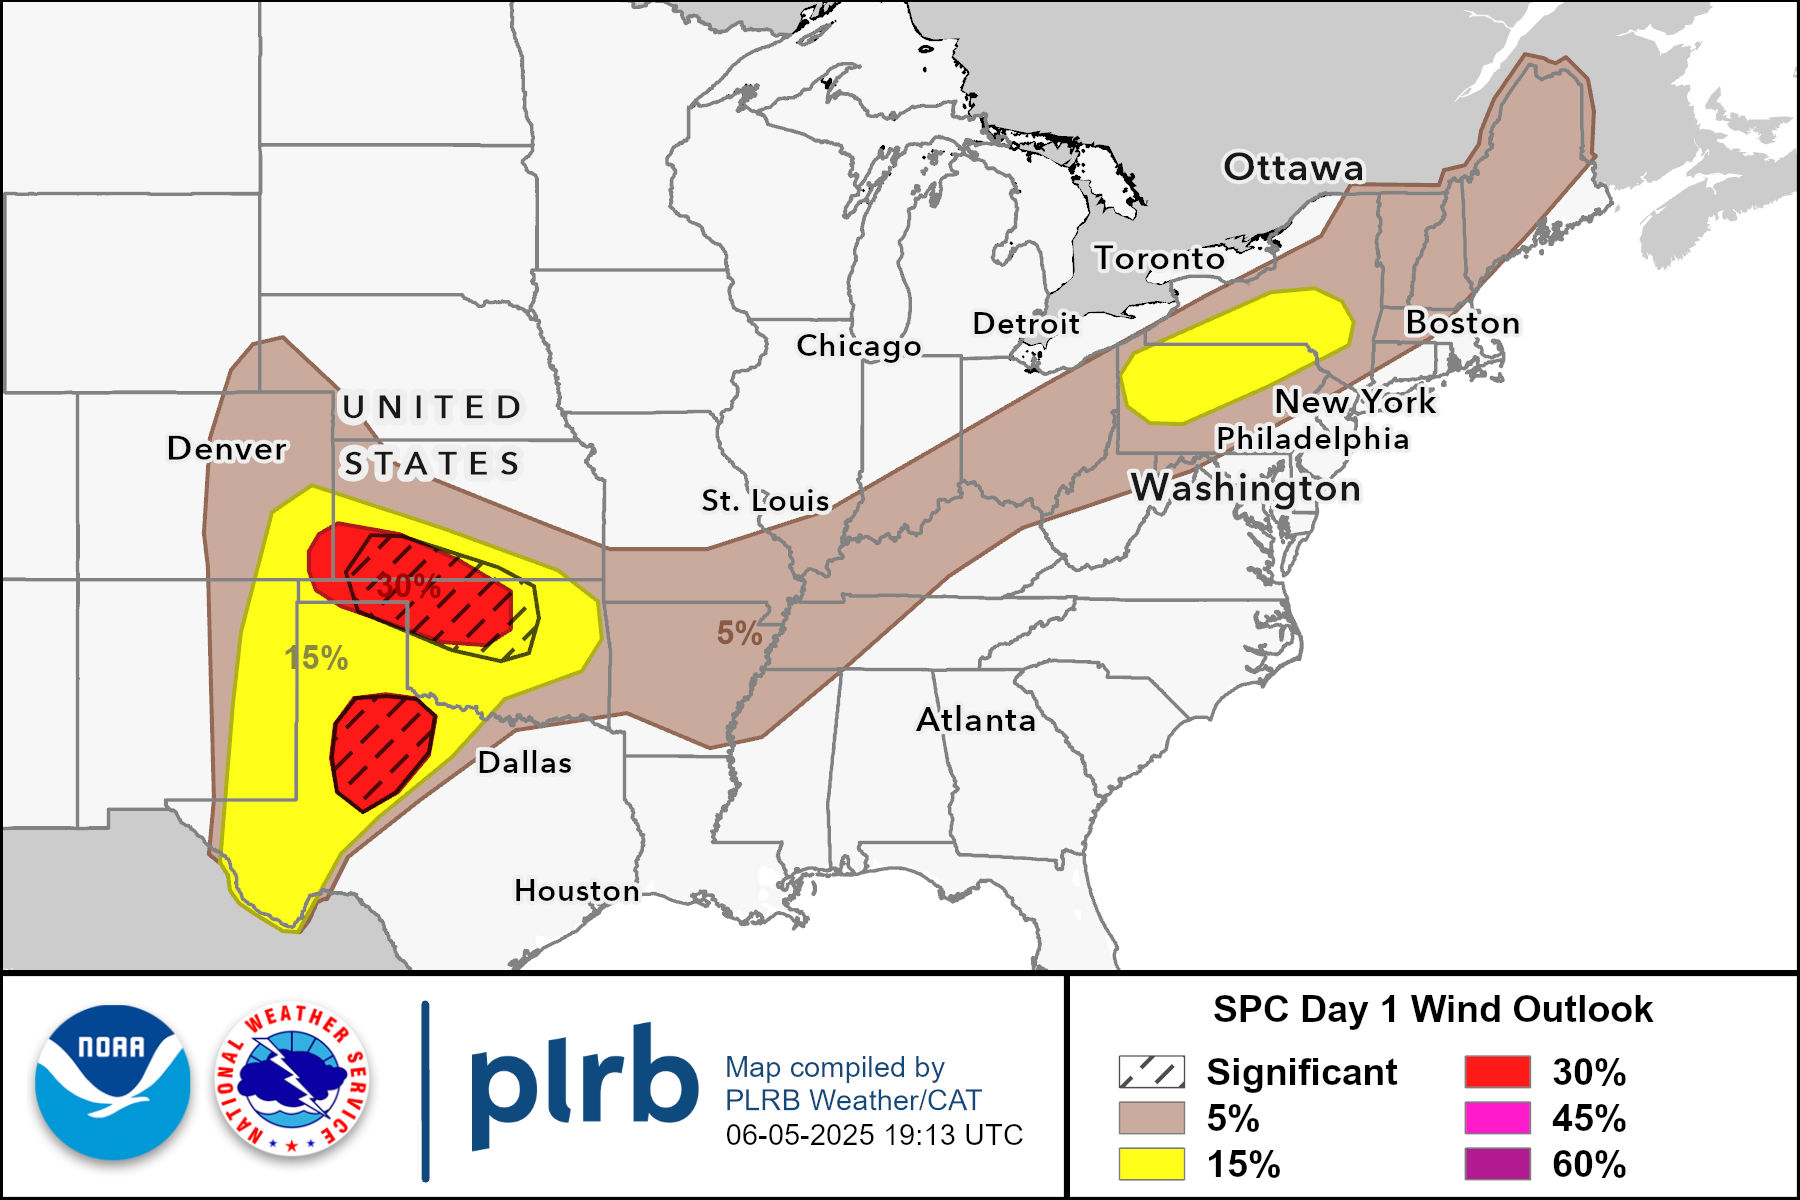 Ottawa
Toronto
Detroit
Boston
Chicago
New York
UNITED
Philadelphia
Denver
STATES
Washington
St. Louis
30%
5%
15%
Atlanta
Dallas
Houston
NOAA
NATIONAL WEATHER SERVICE
plrb
Map compiled by
PLRB Weather/CAT
06-05-2025 19:13 UTC
SPC Day 1 Wind Outlook
Significant
5%
15%
30%
45%
60%